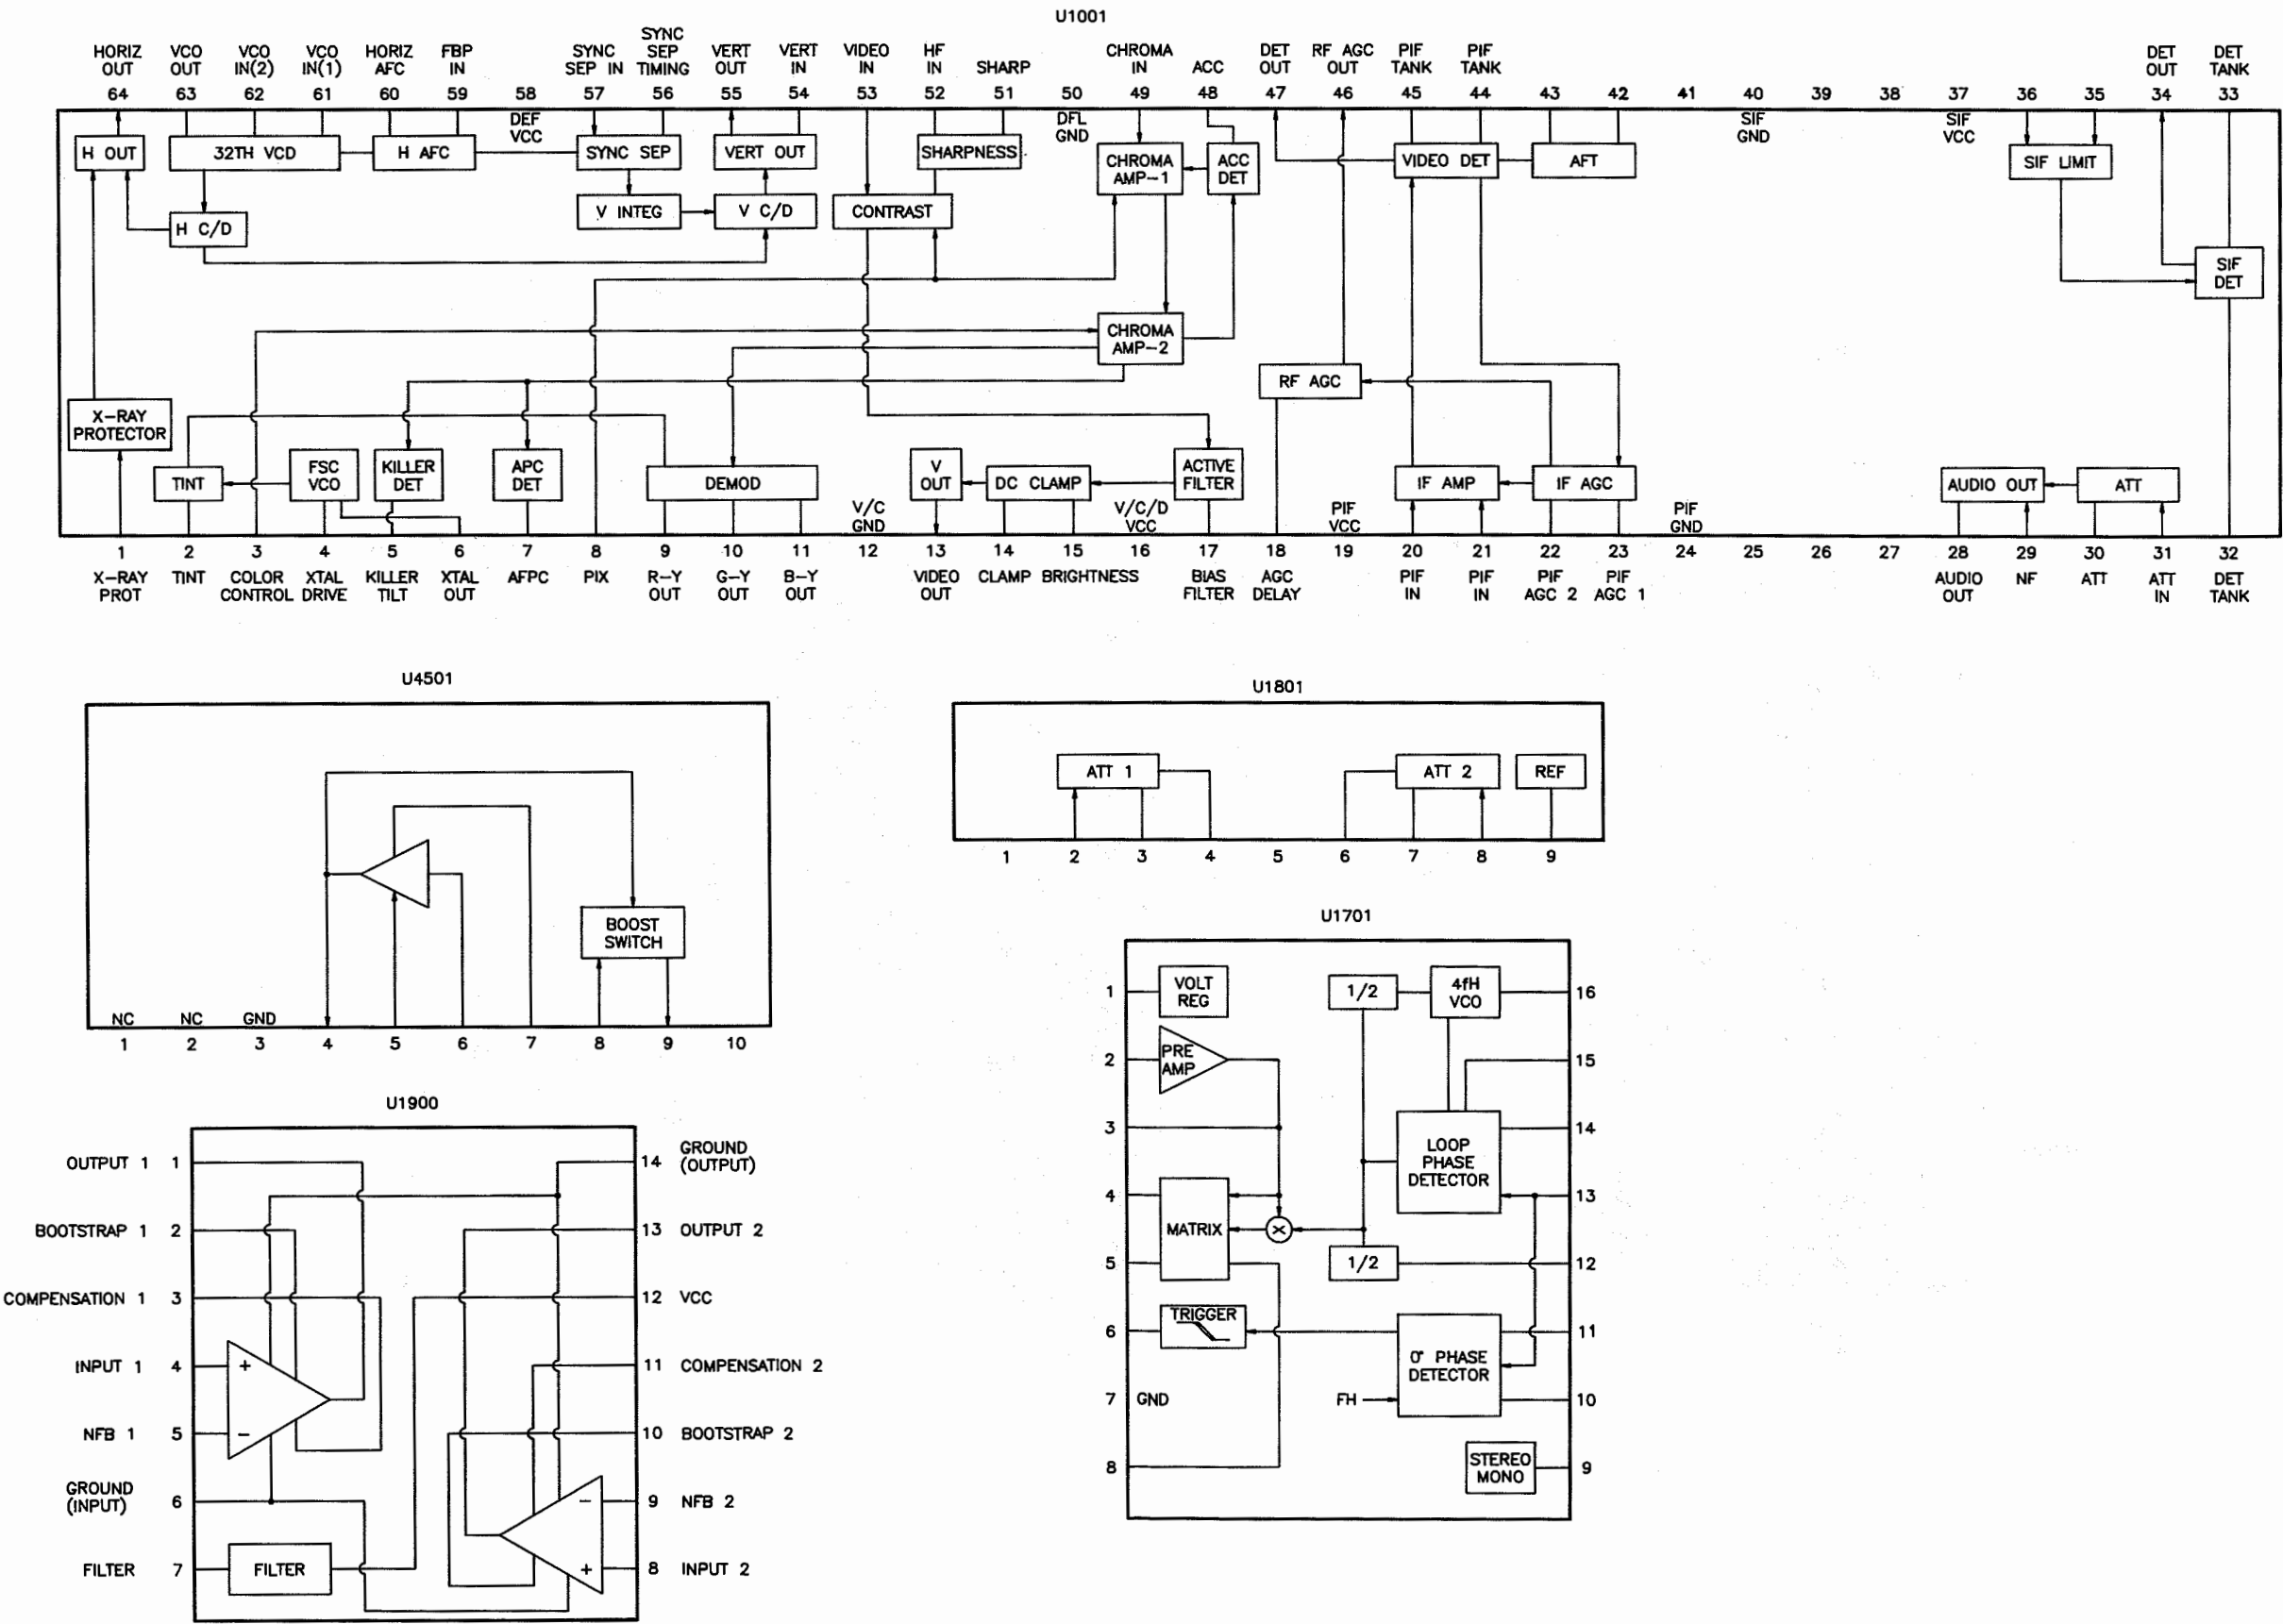 U1001
HORIZ OUT
VCO OUT
VCO IN(2)
VCO IN(1)
HORIZ AFC
FBP IN
SYNC SEP IN
SYNC SEP TIMING
VERT OUT
VERT IN
VIDEO IN
HF IN
SHARP
CHROMA IN
ACC
DET OUT
RF AGC OUT
PIF TANK
PIF TANK
DET OUT
DET TANK
64 63 62 61 60 59 58 57 56 55 54 53 52 51 50 49 48 47 46 45 44 43 42 41 40 39 38 37 36 35 34 33
DEF VCC
DFL GND
SIF GND
SIF VCC
H OUT
32TH VCD
H AFC
SYNC SEP
VERT OUT
SHARPNESS
CHROMA AMP-1
ACC DET
VIDEO DET
AFT
SIF LIMIT
H C/D
V INTEG
V C/D
CONTRAST
SIF DET
CHROMA AMP-2
RF AGC
X-RAY PROTECTOR
TINT
FSC VCO
KILLER DET
APC DET
DEMOD
V OUT
DC CLAMP
ACTIVE FILTER
IF AMP
IF AGC
AUDIO OUT
ATT
V/C GND
V/C/D VCC
PIF VCC
PIF GND
1 2 3 4 5 6 7 8 9 10 11 12 13 14 15 16 17 18 19 20 21 22 23 24 25 26 27 28 29 30 31 32
X-RAY PROT
TINT
COLOR CONTROL
XTAL DRIVE
KILLER TILT
XTAL OUT
AFPC
PIX
R-Y OUT
G-Y OUT
B-Y OUT
VIDEO OUT
CLAMP
BRIGHTNESS
BIAS FILTER
AGC DELAY
PIF IN
PIF IN
PIF AGC 2
PIF AGC 1
AUDIO OUT
NF
ATT
ATT IN
DET TANK
U4501
BOOST SWITCH
NC NC GND
1 2 3 4 5 6 7 8 9 10
U1801
ATT 1
ATT 2
REF
1 2 3 4 5 6 7 8 9
U1900
OUTPUT 1 1
BOOTSTRAP 1 2
COMPENSATION 1 3
INPUT 1 4
NFB 1 5
GROUND (INPUT) 6
FILTER 7
+
-
FILTER
-
+
14 GROUND (OUTPUT)
13 OUTPUT 2
12 VCC
11 COMPENSATION 2
10 BOOTSTRAP 2
9 NFB 2
8 INPUT 2
U1701
1 VOLT REG
1/2
4fH VCO
16
2 PRE AMP
15
3
LOOP PHASE DETECTOR
14
4
13
MATRIX
X
5
1/2
12
6 TRIGGER
11
0° PHASE DETECTOR
7 GND
FH
10
8
STEREO MONO
9